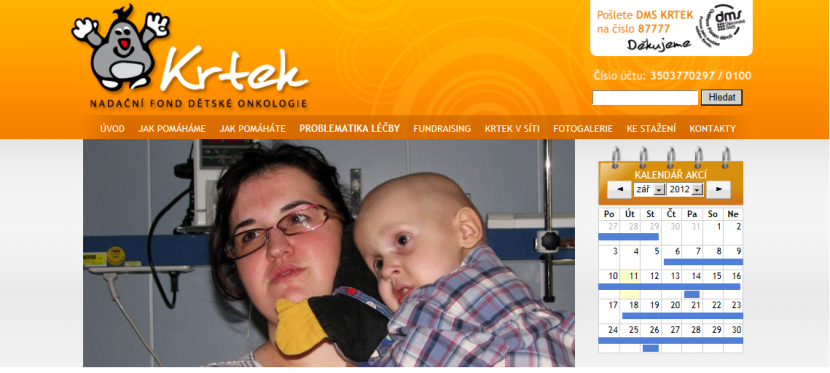 Pošlete DMS KRTEK
na číslo 87777
Děkujeme
dms
Krtek
NADAČNÍ FOND DĚTSKÉ ONKOLOGIE
Číslo účtu: 3503770297 / 0100
Hledat
ÚVOD JAK POMÁHÁME JAK POMÁHÁTE PROBLEMATIKA LÉČBY FUNDRAISING KRTEK V SÍTI FOTOGALERIE KE STAŽENÍ KONTAKTY
KALENDÁŘ AKCÍ
◄ zář 2012 ►
Po Út St Čt Pa So Ne
27 28 29 30 31 1 2
3 4 5 6 7 8 9
10 11 12 13 14 15 16
17 18 19 20 21 22 23
24 25 26 27 28 29 30